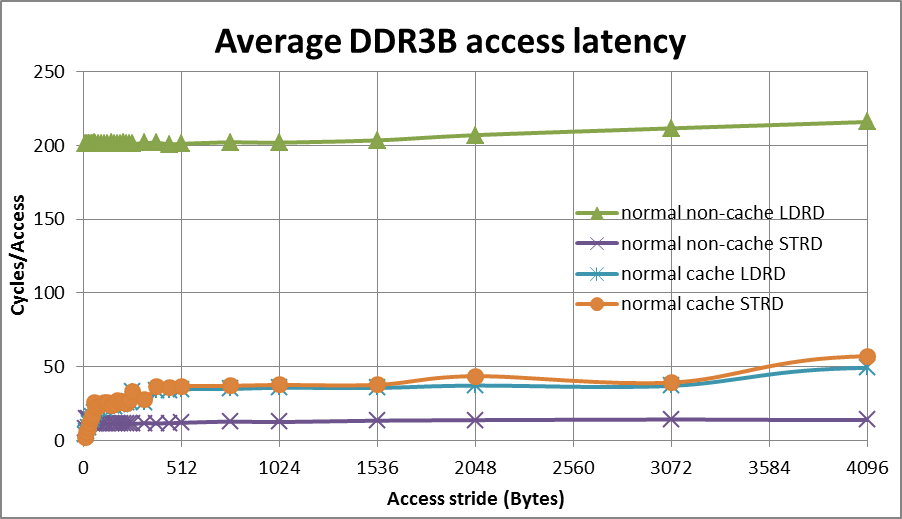 Average DDR3B access latency
250
200
150
100
50
0
Cycles/Access
normal non-cache LDRD
normal non-cache STRD
normal cache LDRD
normal cache STRD
0 512 1024 1536 2048 2560 3072 3584 4096
Access stride (Bytes)